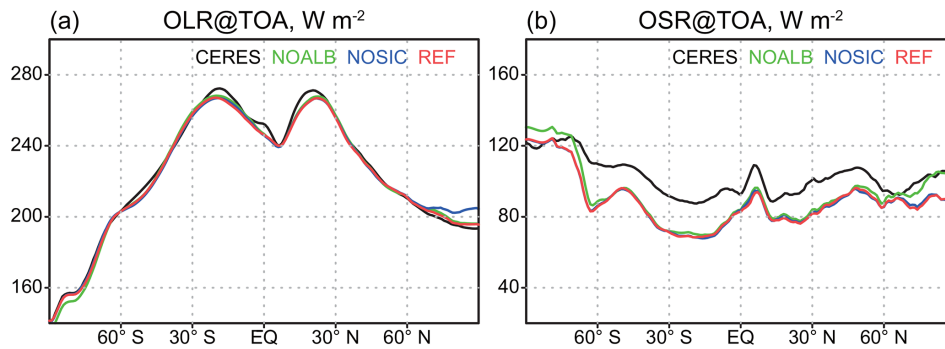 (a) OLR@TOA, W m-2
CERES NOALB NOSIC REF
280
240
200
160
60° S 30° S EQ 30° N 60° N
(b) OSR@TOA, W m-2
CERES NOALB NOSIC REF
160
120
80
40
60° S 30° S EQ 30° N 60° N